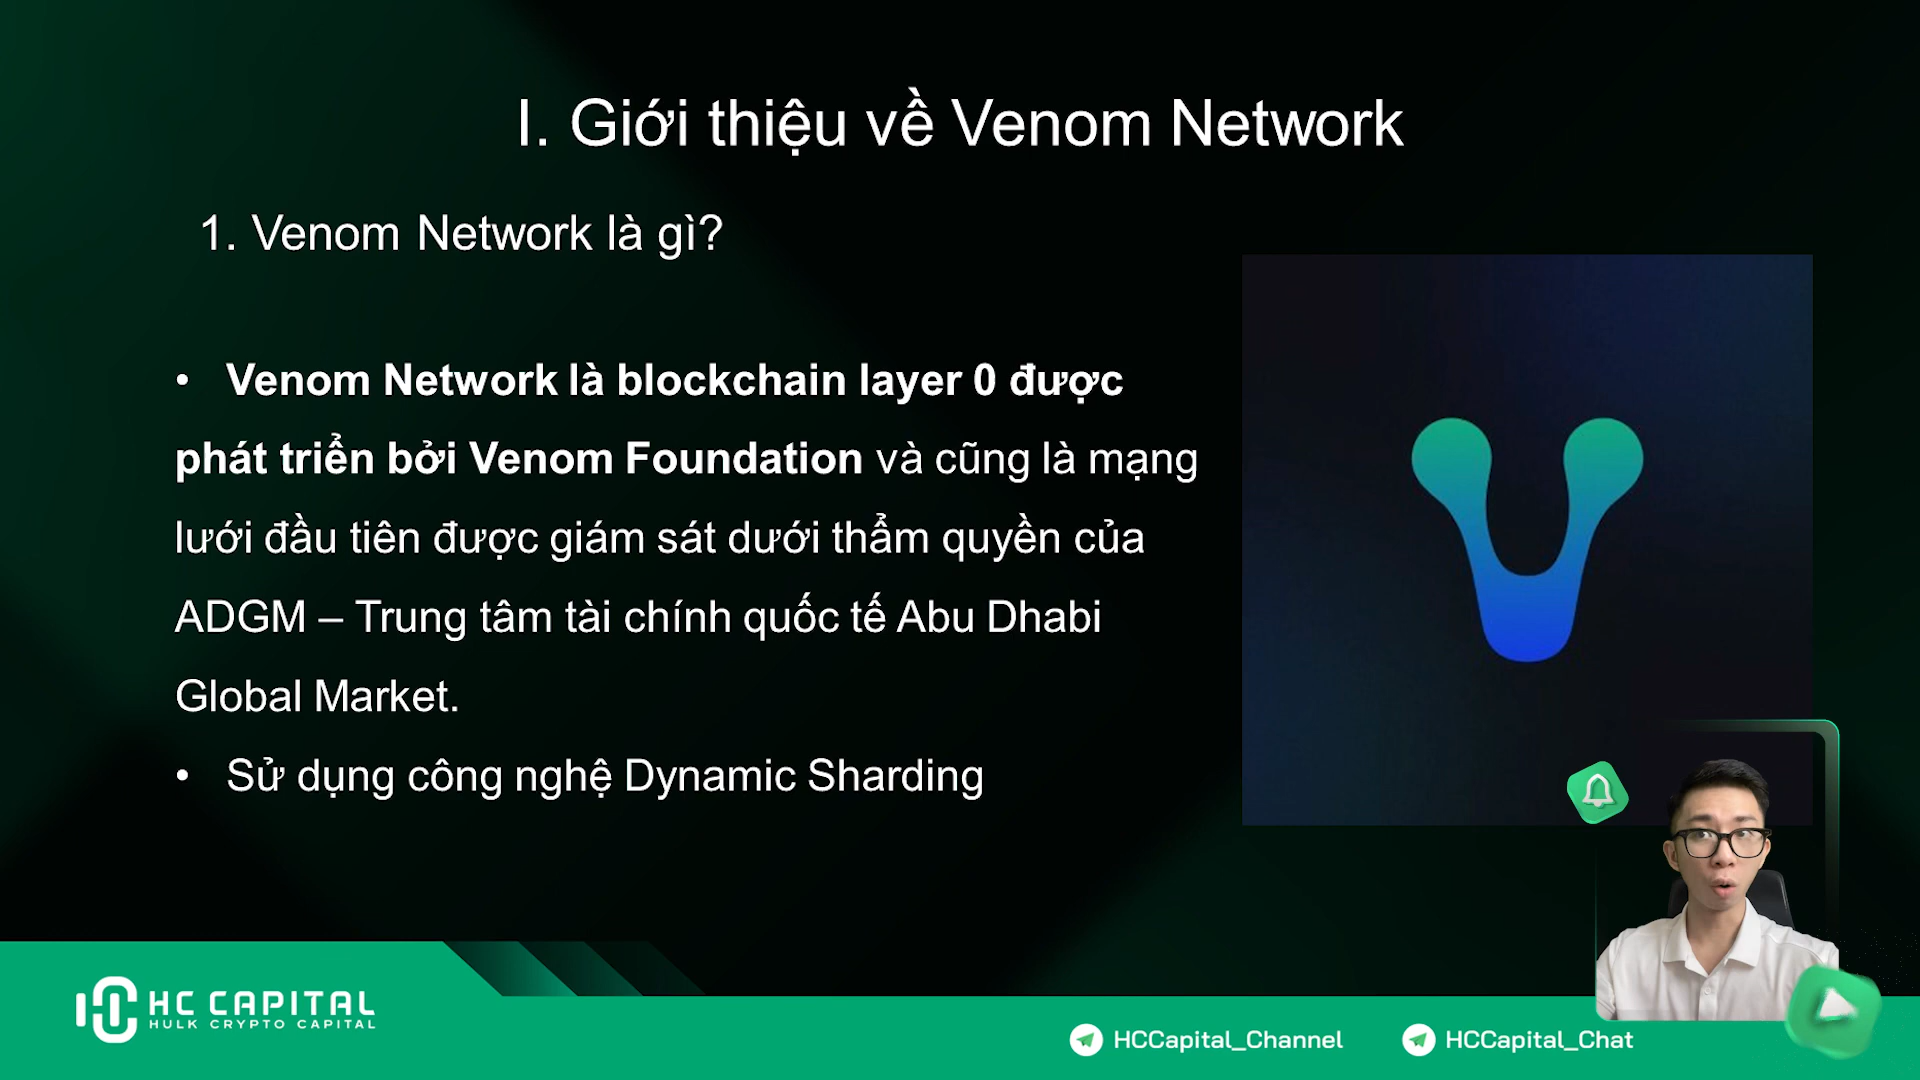 I. Giới thiệu về Venom Network
1. Venom Network là gì?
• Venom Network là blockchain layer 0 được
phát triển bởi Venom Foundation và cũng là mạng
lưới đầu tiên được giám sát dưới thẩm quyền của
ADGM – Trung tâm tài chính quốc tế Abu Dhabi
Global Market.
• Sử dụng công nghệ Dynamic Sharding
HC CAPITAL
HULK CRYPTO CAPITAL
HCCapital_Channel
HCCapital_Chat